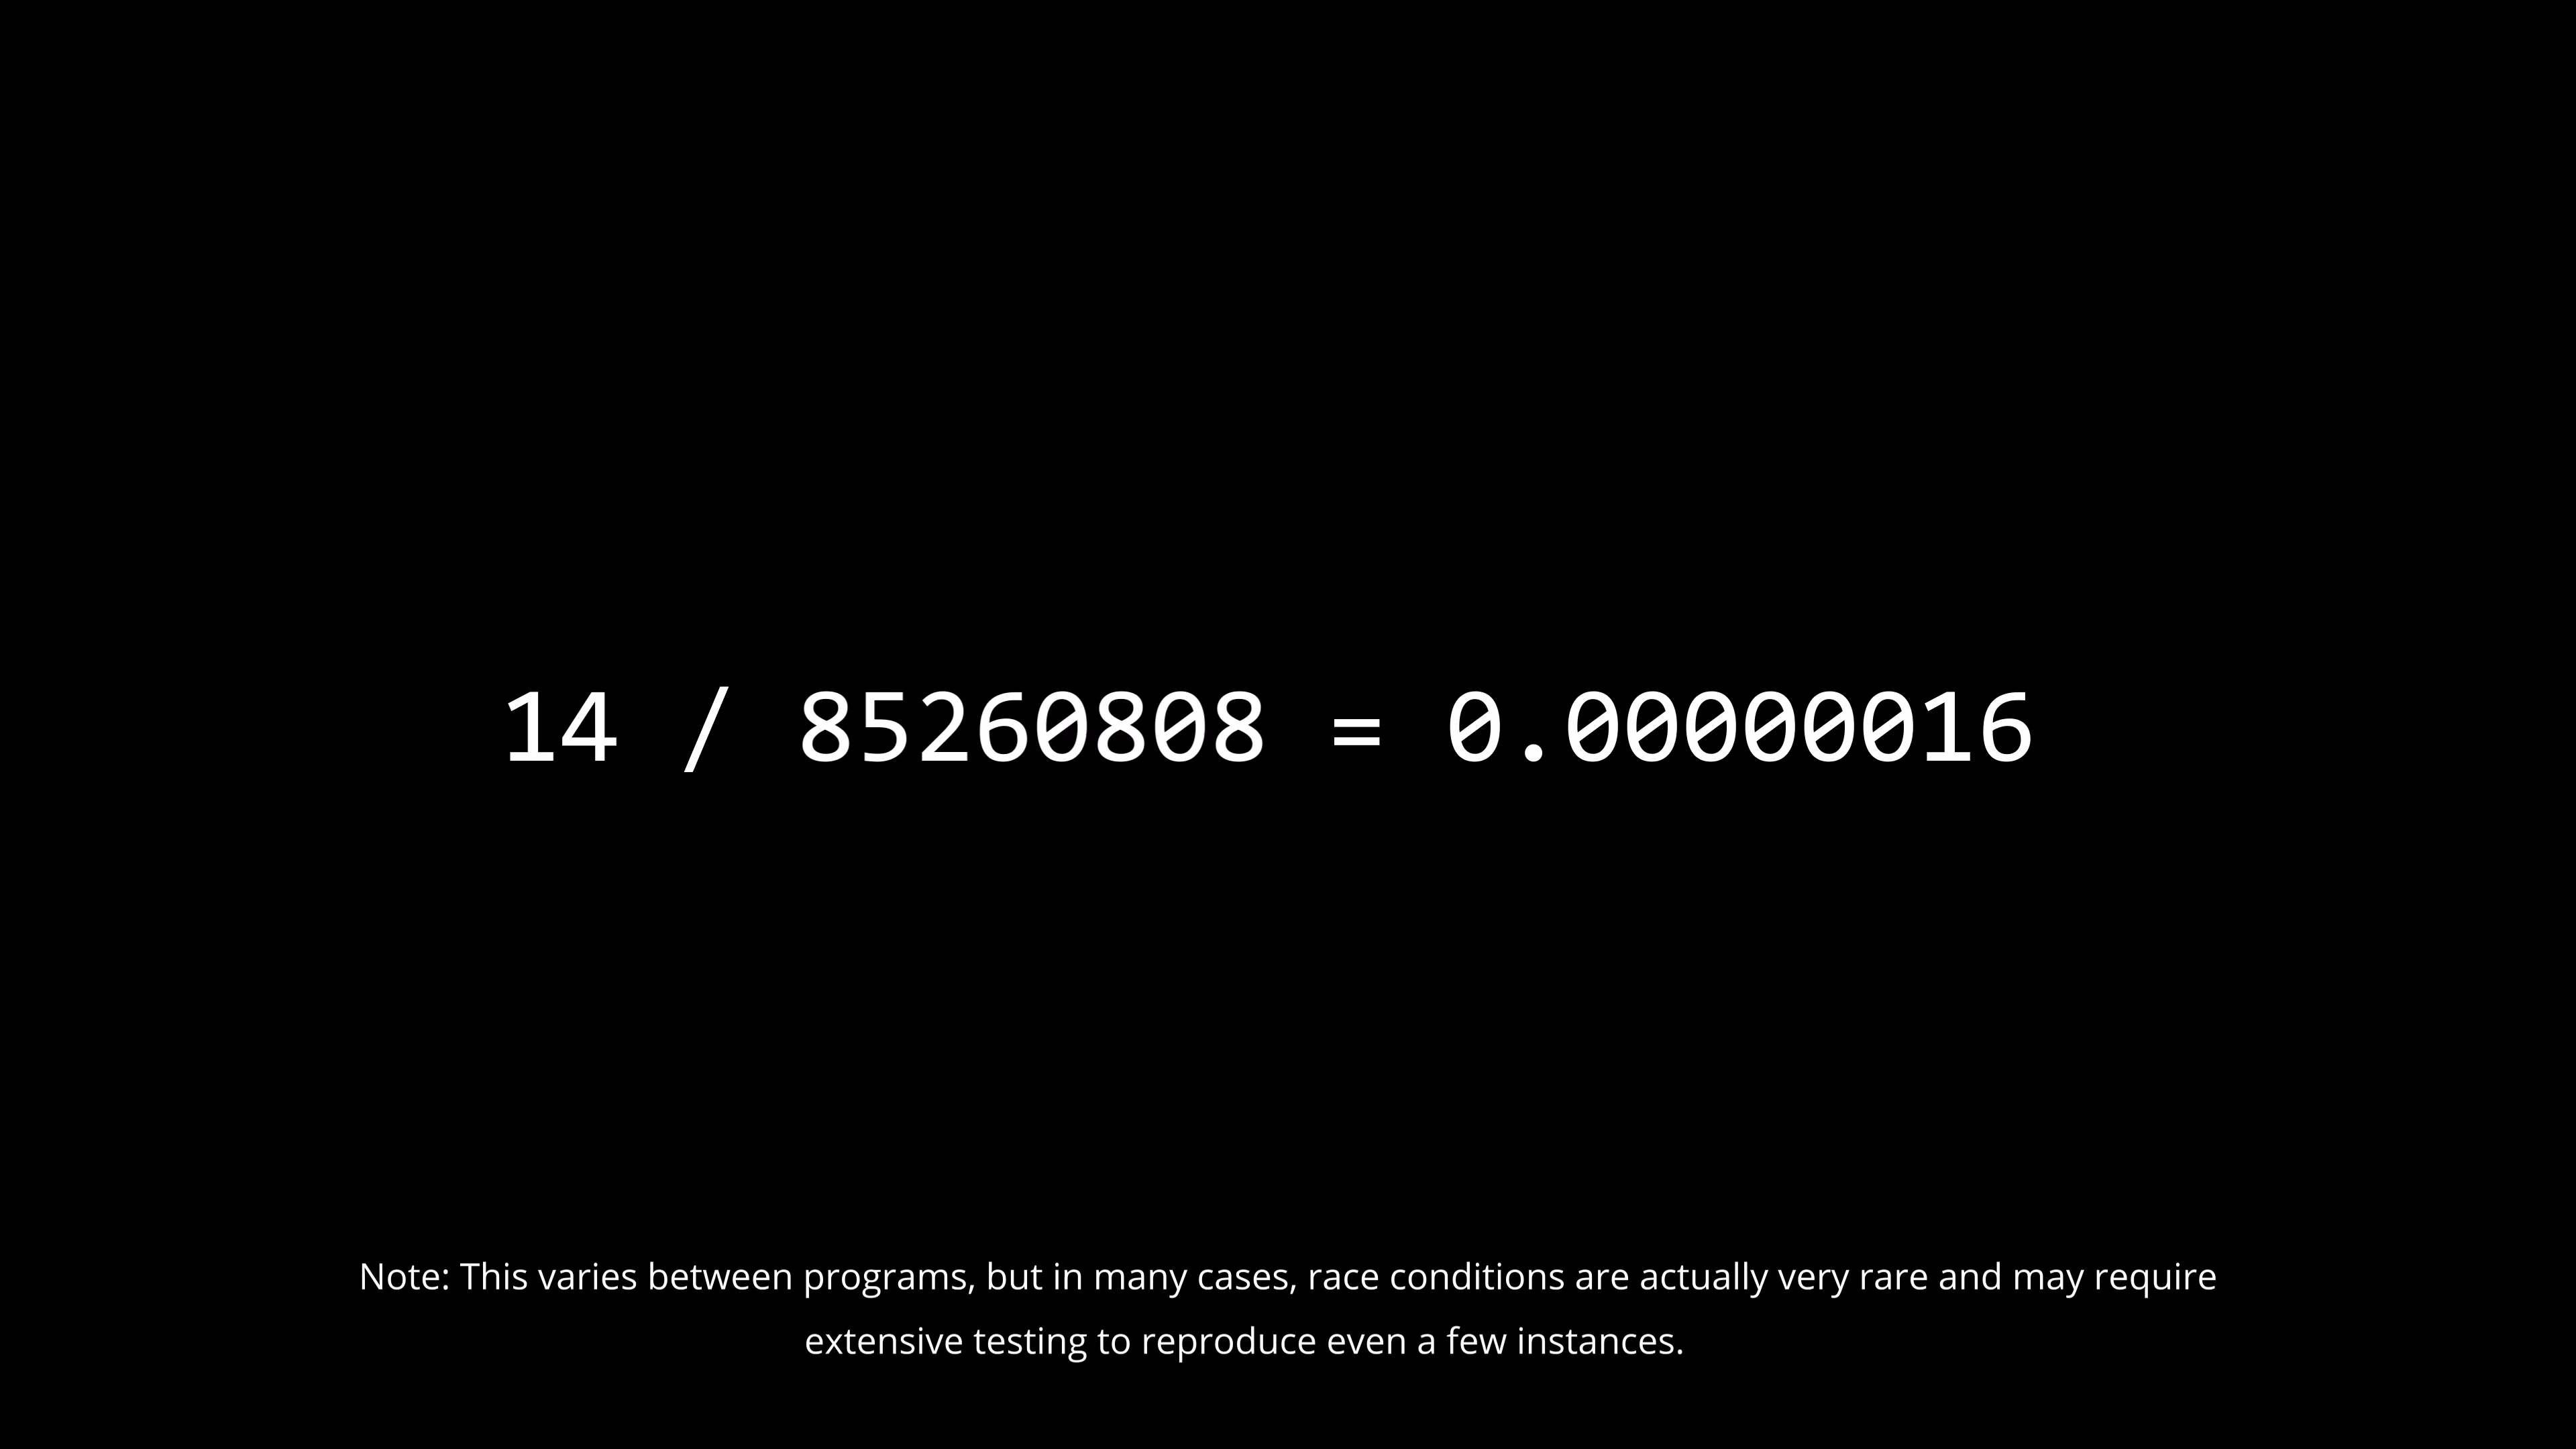 14 / 85260808 = 0.00000016
Note: This varies between programs, but in many cases, race conditions are actually very rare and may require
extensive testing to reproduce even a few instances.